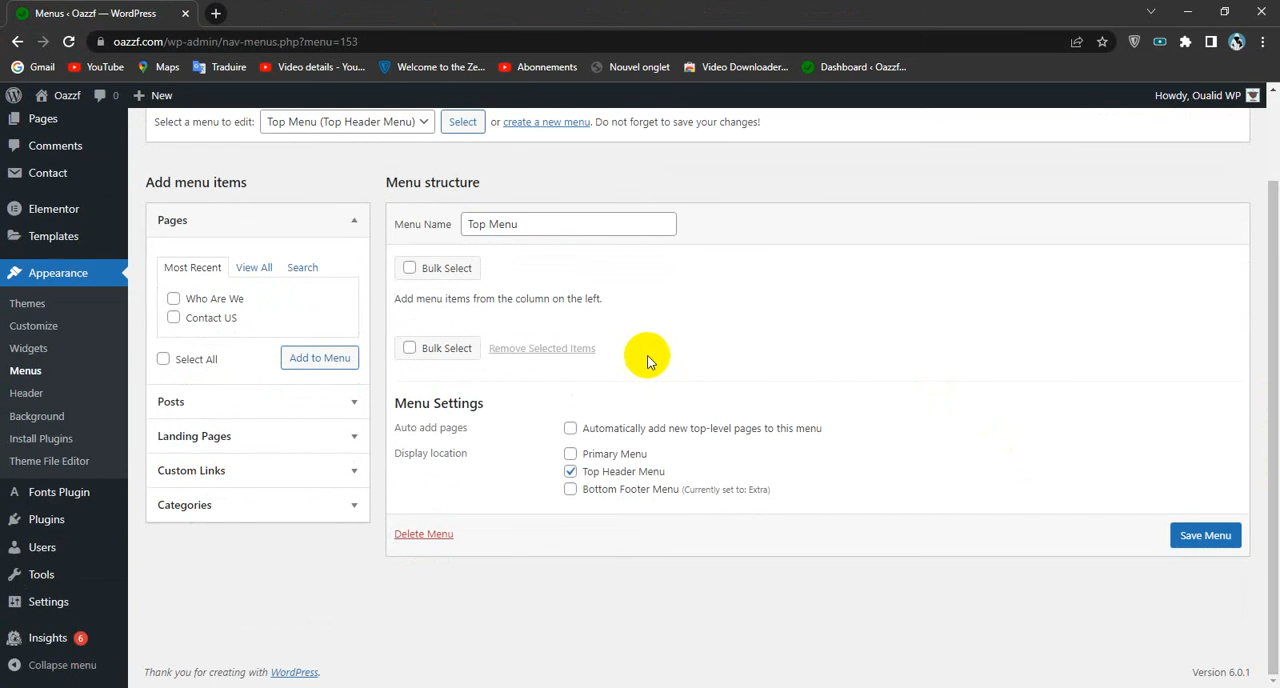 Menus ‹ Oazzf — WordPress
oazzf.com/wp-admin/nav-menus.php?menu=153
Gmail YouTube Maps Traduire Video details - You... Welcome to the Ze... Abonnements Nouvel onglet Video Downloader... Dashboard ‹ Oazzf...
Oazzf 0 New Howdy, Oualid WP
Pages
Comments
Contact
Elementor
Templates
Appearance
Themes
Customize
Widgets
Menus
Header
Background
Install Plugins
Theme File Editor
Fonts Plugin
Plugins
Users
Tools
Settings
Insights 6
Collapse menu
Select a menu to edit: Top Menu (Top Header Menu) Select or create a new menu. Do not forget to save your changes!
Add menu items
Pages
Most Recent View All Search
Who Are We
Contact US
Select All Add to Menu
Posts
Landing Pages
Custom Links
Categories
Menu structure
Menu Name Top Menu
Bulk Select
Add menu items from the column on the left.
Bulk Select Remove Selected Items
Menu Settings
Auto add pages Automatically add new top-level pages to this menu
Display location Primary Menu
Top Header Menu
Bottom Footer Menu (Currently set to: Extra)
Delete Menu Save Menu
Thank you for creating with WordPress. Version 6.0.1